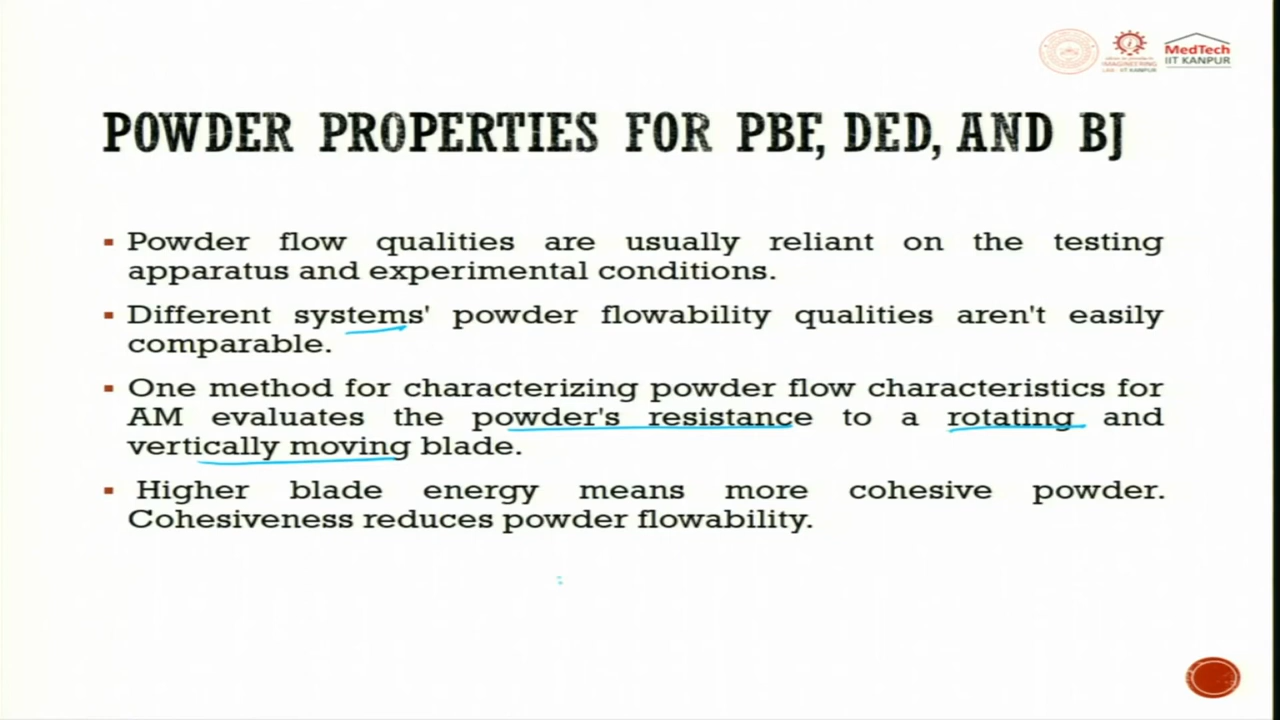 MedTech
IIT KANPUR
POWDER PROPERTIES FOR PBF, DED, AND BJ
▪ Powder flow qualities are usually reliant on the testing
apparatus and experimental conditions.
▪ Different systems' powder flowability qualities aren't easily
comparable.
▪ One method for characterizing powder flow characteristics for
AM evaluates the powder's resistance to a rotating and
vertically moving blade.
▪ Higher blade energy means more cohesive powder.
Cohesiveness reduces powder flowability.